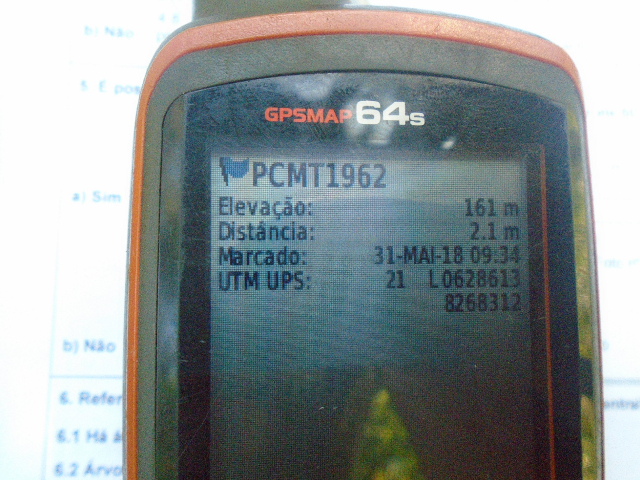 b) Não
5. E pos
GPSMAP 64s
PCMT1962
a) Sim
Elevação: 161 m
Distância: 2.1 m
Marcado: 31-MAI-18 09:34
UTM UPS: 21 L 0628613
8268312
b) Não
6. Refer
6.1 Há á
6.2 Árvo